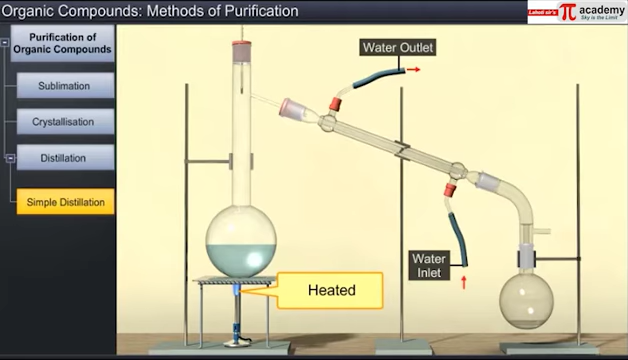 Organic Compounds: Methods of Purification
Laheli sir's
π academy
Sky is the Limit
Purification of
Organic Compounds
Sublimation
Crystallisation
Distillation
Simple Distillation
Water Outlet
Water
Inlet
Heated